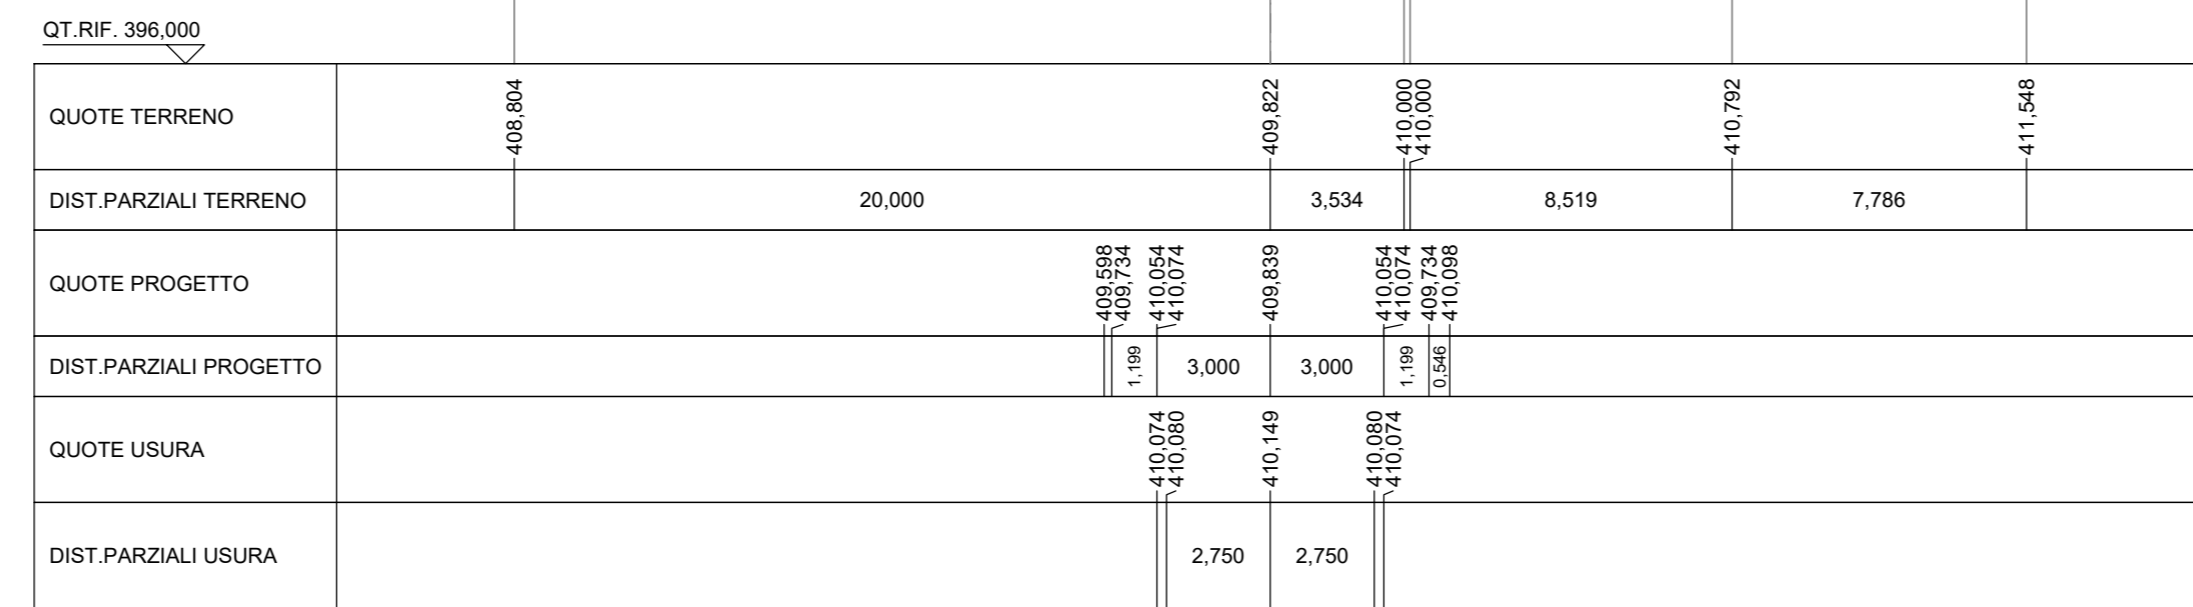 QT.RIF. 396,000
QUOTE TERRENO 408,804 409,822 410,000 410,000 410,792 411,548
DIST.PARZIALI TERRENO 20,000 3,534 8,519 7,786
QUOTE PROGETTO 409,598 409,734 410,054 410,074 409,839 410,054 410,074 409,734 410,098
DIST.PARZIALI PROGETTO 1,199 3,000 3,000 1,199 0,546
QUOTE USURA 410,074 410,080 410,149 410,080 410,074
DIST.PARZIALI USURA 2,750 2,750